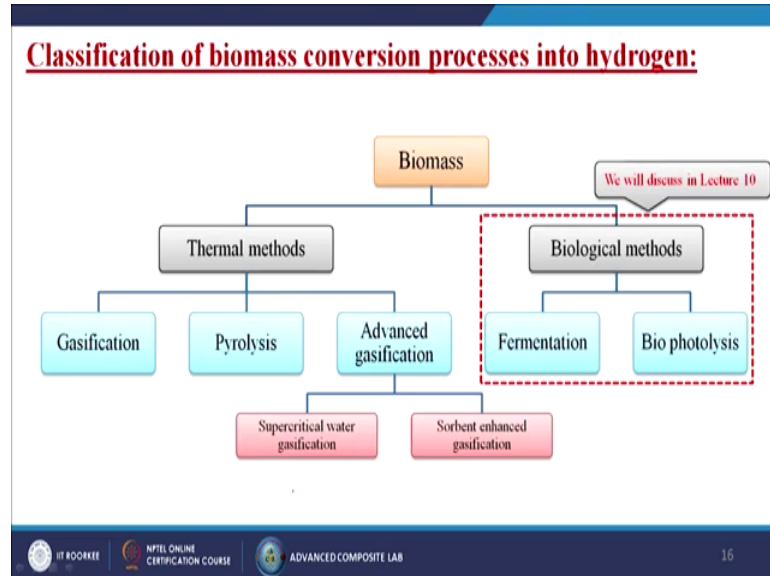 Classification of biomass conversion processes into hydrogen:
Biomass
We will discuss in Lecture 10
Thermal methods
Biological methods
Gasification
Pyrolysis
Advanced
gasification
Fermentation
Bio photolysis
Supercritical water
gasification
Sorbent enhanced
gasification
IIT ROORKEE
NPTEL ONLINE
CERTIFICATION COURSE
ADVANCED COMPOSITE LAB
16